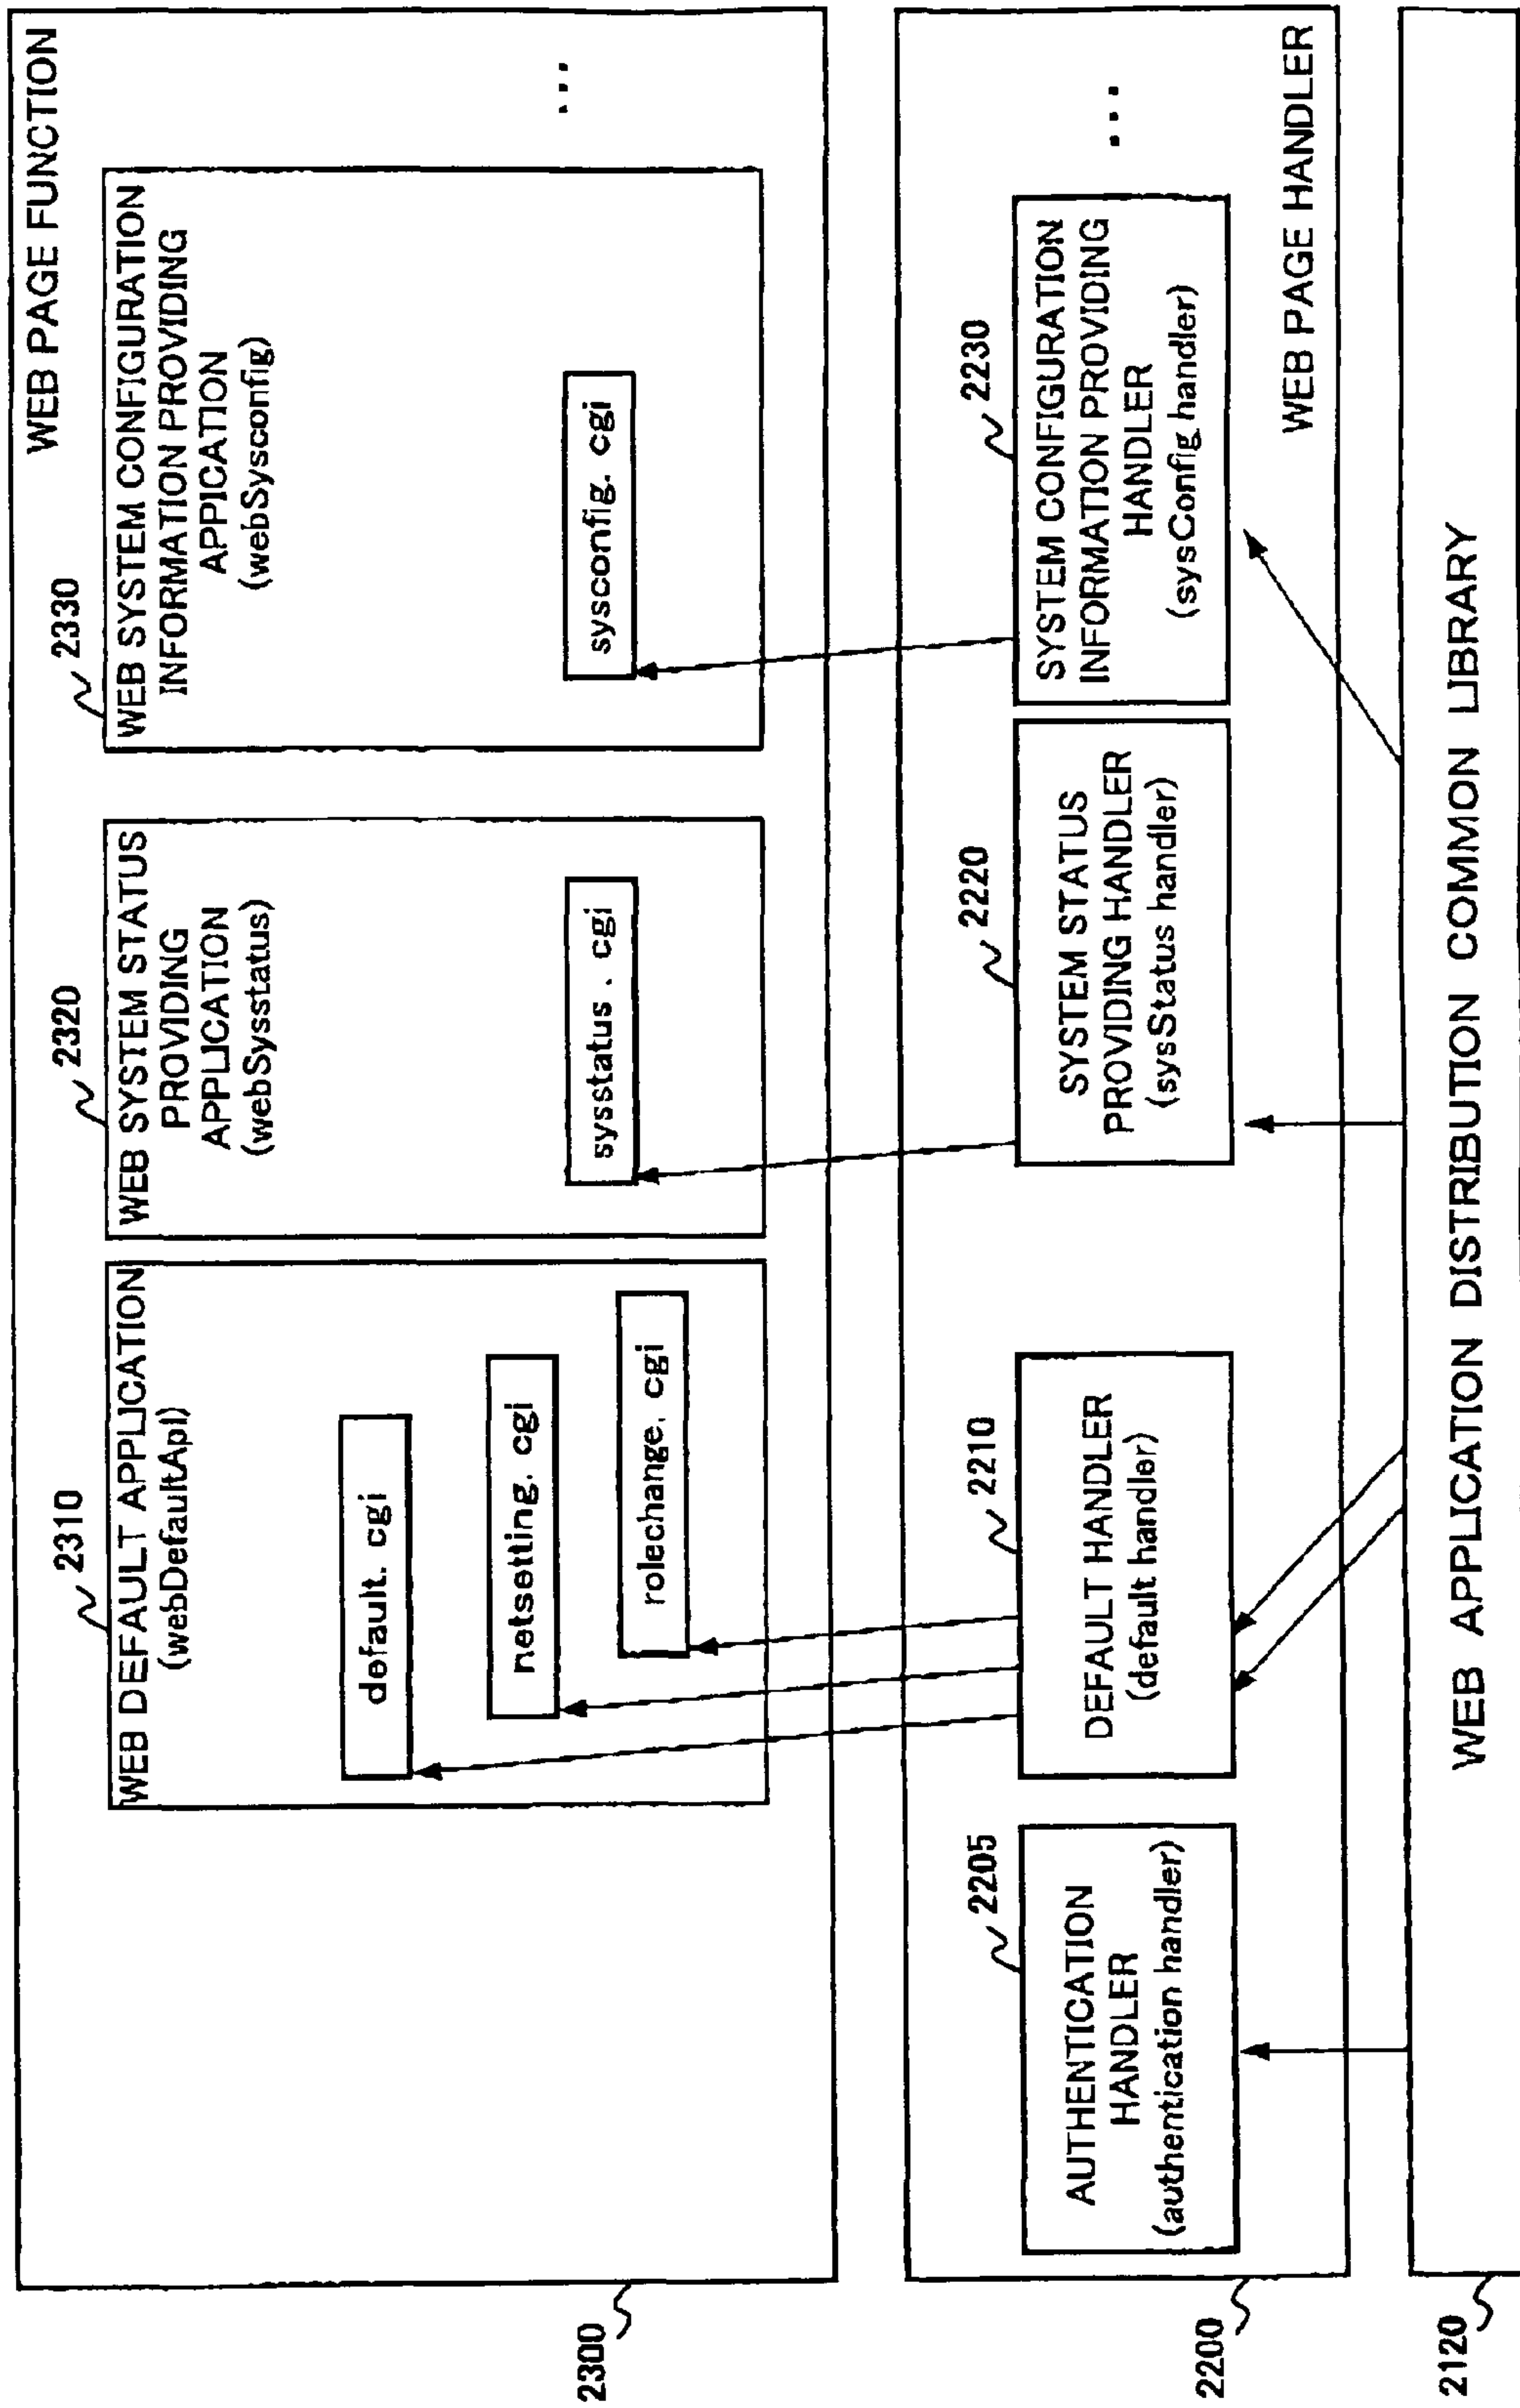 WEB PAGE FUNCTION
2300
2310
WEB DEFAULT APPLICATION
(webDefaultApl)
default. cgi
netsetting. cgi
rolechange. cgi
2320
WEB SYSTEM STATUS
PROVIDING
APPLICATION
(webSysstatus)
sysstatus . cgi
2330
WEB SYSTEM CONFIGURATION
INFORMATION PROVIDING
APPICATION
(webSysconfig)
sysconfig. cgi
...
2200
2205
AUTHENTICATION
HANDLER
(authentication handler)
2210
DEFAULT HANDLER
(default handler)
2220
SYSTEM STATUS
PROVIDING HANDLER
(sysStatus handler)
2230
SYSTEM CONFIGURATION
INFORMATION PROVIDING
HANDLER
(sysConfig handler)
...
WEB PAGE HANDLER
2120
WEB APPLICATION DISTRIBUTION COMMON LIBRARY